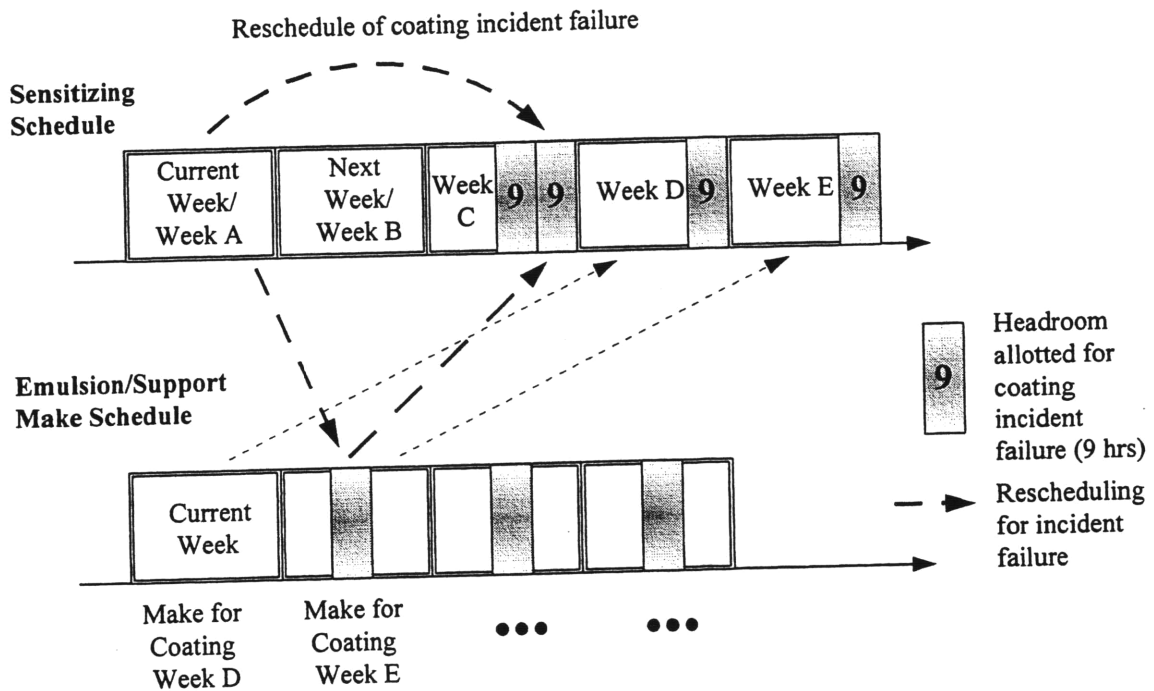 Reschedule of coating incident failure
Sensitizing
Schedule
Current
Week/
Week A
Next
Week/
Week B
Week
C
9
9
Week D
9
Week E
9
Emulsion/Support
Make Schedule
Current
Week
Make for
Coating
Week D
Make for
Coating
Week E
9
Headroom
allotted for
coating
incident
failure (9 hrs)
Rescheduling
for incident
failure